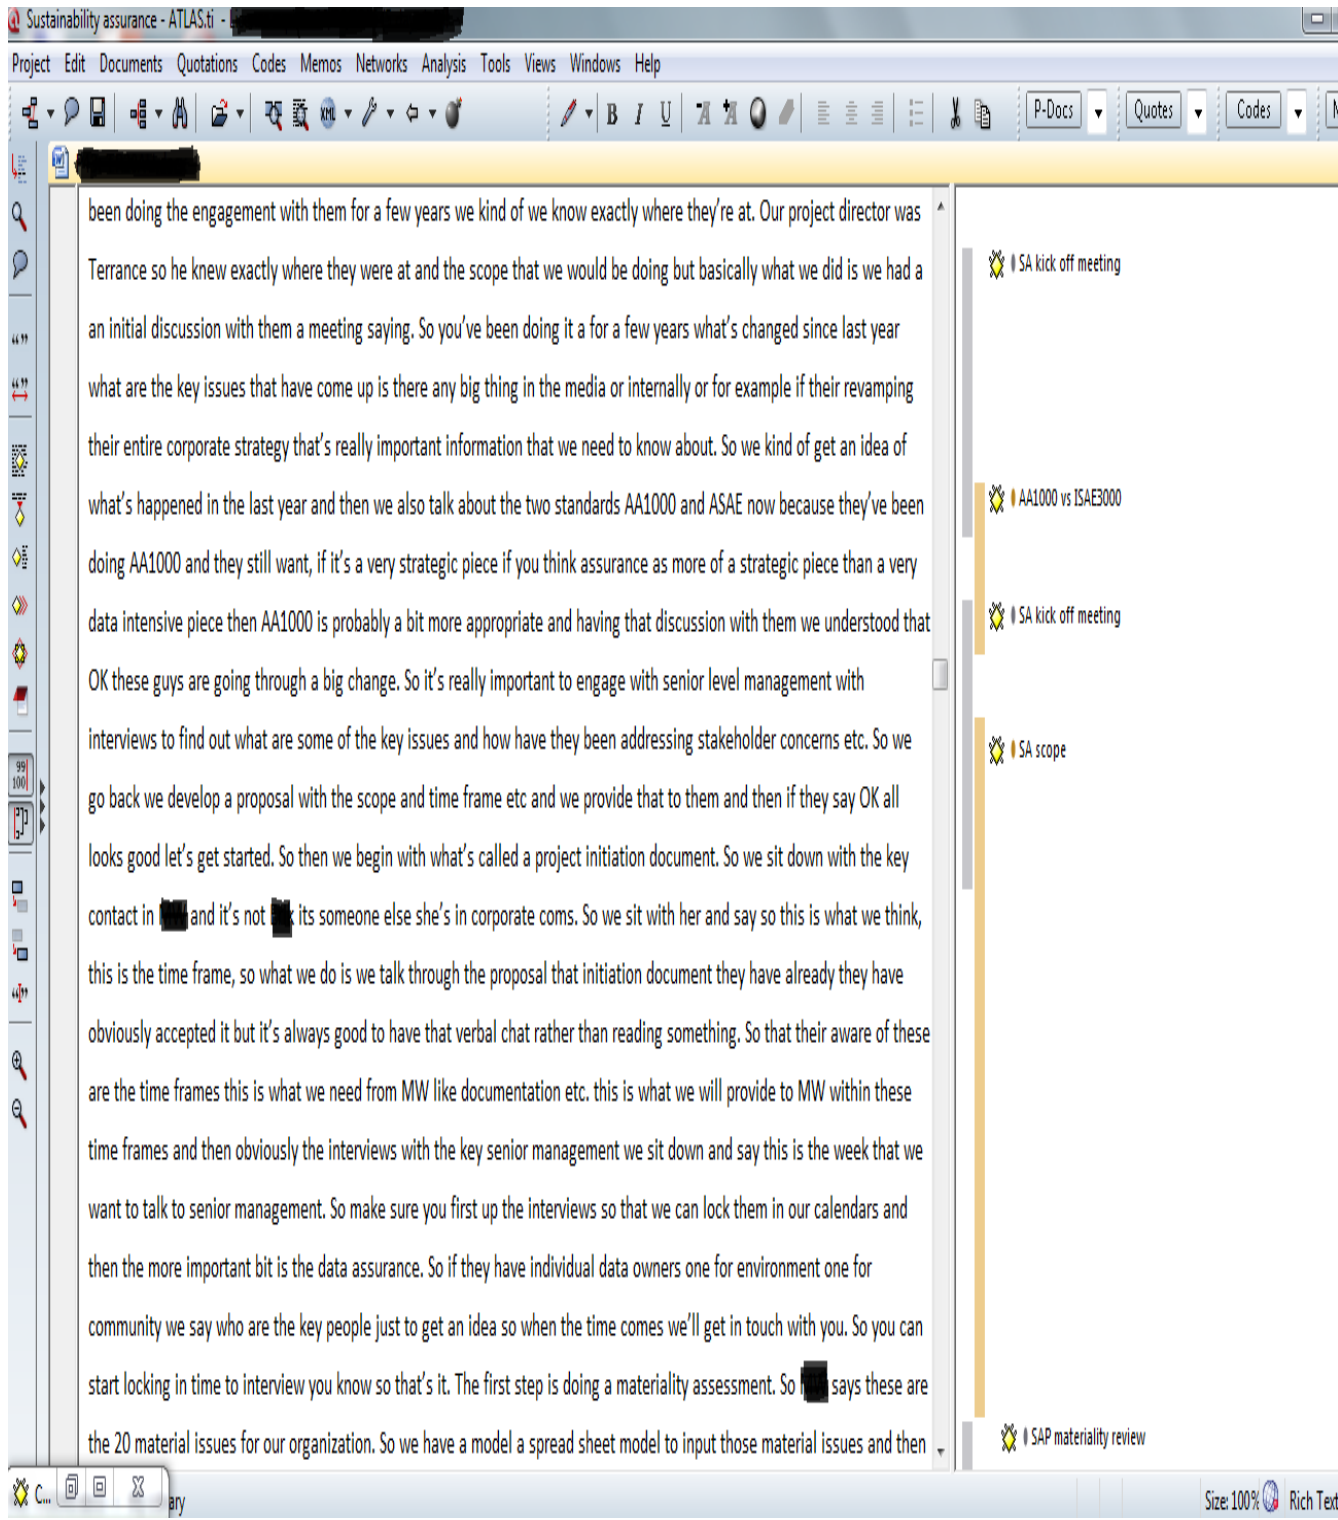 Sustainability assurance - ATLAS.ti -
Project Edit Documents Quotations Codes Memos Networks Analysis Tools Views Windows Help
XML B I U A A P-Docs Quotes Codes
been doing the engagement with them for a few years we kind of we know exactly where they're at. Our project director was
Terrance so he knew exactly where they were at and the scope that we would be doing but basically what we did is we had a
SA kick off meeting
an initial discussion with them a meeting saying. So you've been doing it a for a few years what's changed since last year
what are the key issues that have come up is there any big thing in the media or internally or for example if their revamping
their entire corporate strategy that's really important information that we need to know about. So we kind of get an idea of
what's happened in the last year and then we also talk about the two standards AA1000 and ASAE now because they've been
AA1000 vs ISAE3000
doing AA1000 and they still want, if it's a very strategic piece if you think assurance as more of a strategic piece than a very
data intensive piece then AA1000 is probably a bit more appropriate and having that discussion with them we understood that
SA kick off meeting
OK these guys are going through a big change. So it's really important to engage with senior level management with
interviews to find out what are some of the key issues and how have they been addressing stakeholder concerns etc. So we
SA scope
go back we develop a proposal with the scope and time frame etc and we provide that to them and then if they say OK all
looks good let's get started. So then we begin with what's called a project initiation document. So we sit down with the key
contact in and it's not its someone else she's in corporate coms. So we sit with her and say so this is what we think,
this is the time frame, so what we do is we talk through the proposal that initiation document they have already they have
obviously accepted it but it's always good to have that verbal chat rather than reading something. So that their aware of these
are the time frames this is what we need from MW like documentation etc. this is what we will provide to MW within these
time frames and then obviously the interviews with the key senior management we sit down and say this is the week that we
want to talk to senior management. So make sure you first up the interviews so that we can lock them in our calendars and
then the more important bit is the data assurance. So if they have individual data owners one for environment one for
community we say who are the key people just to get an idea so when the time comes we'll get in touch with you. So you can
start locking in time to interview you know so that's it. The first step is doing a materiality assessment. So says these are
the 20 material issues for our organization. So we have a model a spread sheet model to input those material issues and then
SAP materiality review
99
100
C...
ary
Size: 100% Rich Text